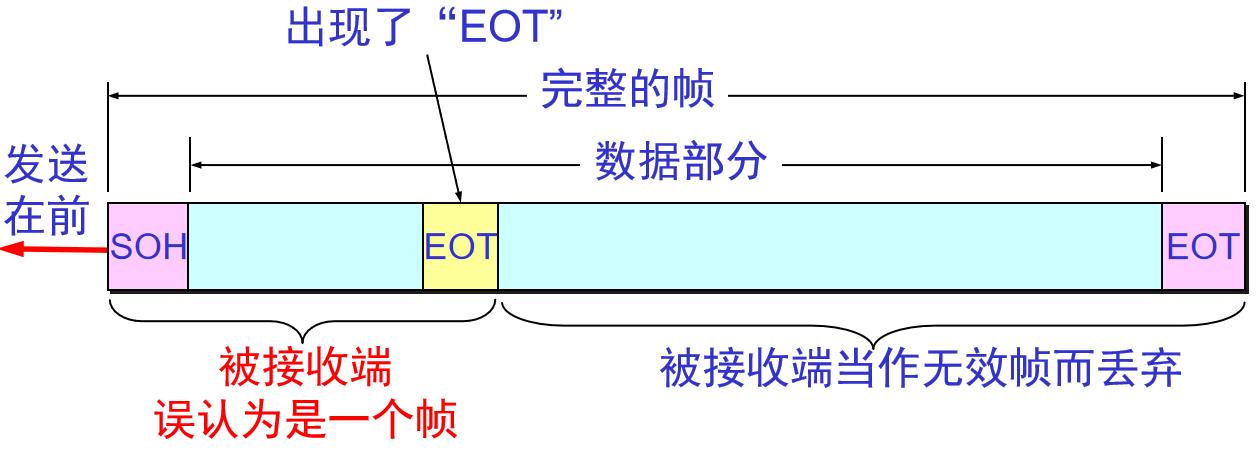 出现了“EOT”
完整的帧
数据部分
发送
在前
SOH
EOT
EOT
被接收端
误认为是一个帧
被接收端当作无效帧而丢弃